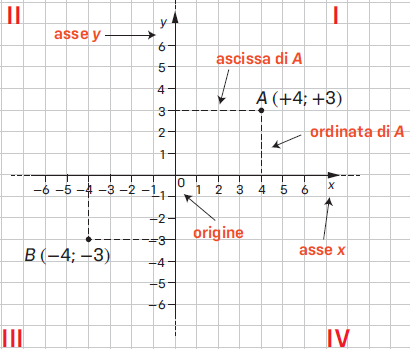 II
y
I
asse y
6
ascissa di A
5
4
A (+4; +3)
3
2
ordinata di A
1
−6 −5 −4 −3 −2 −1 0 1 2 3 4 5 6 x
−1
−2
origine
−3
asse x
B (−4; −3)
−4
−5
−6
III
IV